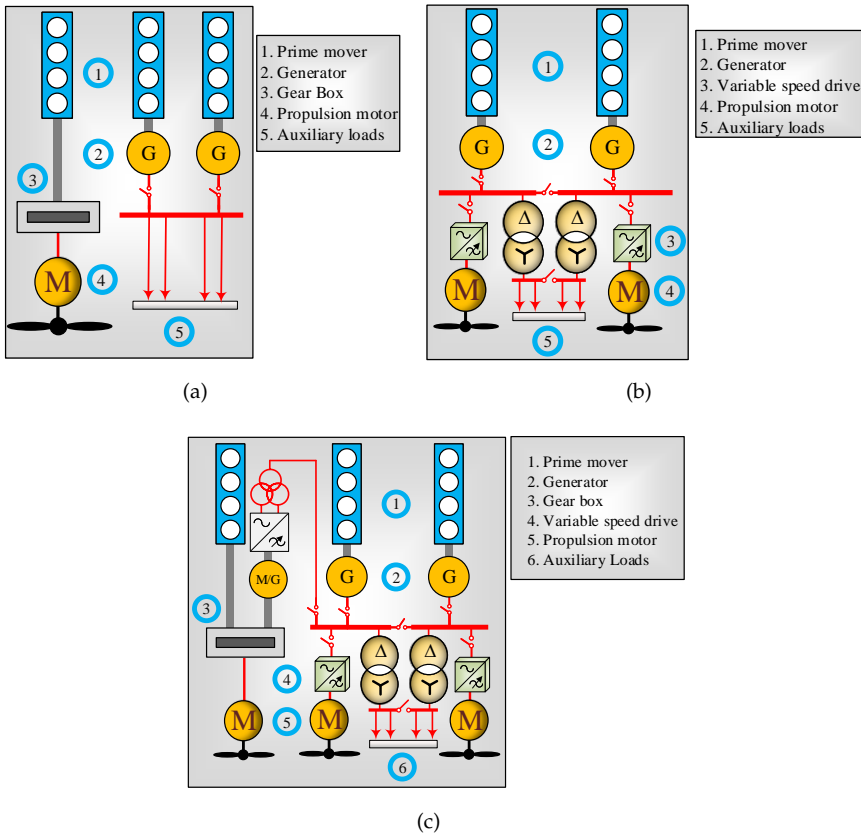 1
1. Prime mover
2. Generator
3. Gear Box
4. Propulsion motor
5. Auxiliary loads
2
G
G
3
M
4
5
(a)
1
1. Prime mover
2. Generator
3. Variable speed drive
4. Propulsion motor
5. Auxiliary loads
G
2
G
Δ
Δ
3
M
M
4
5
(b)
1. Prime mover
2. Generator
3. Gear box
4. Variable speed drive
5. Propulsion motor
6. Auxiliary Loads
1
M/G
G
2
G
3
Δ
Δ
4
M
5
M
M
6
(c)